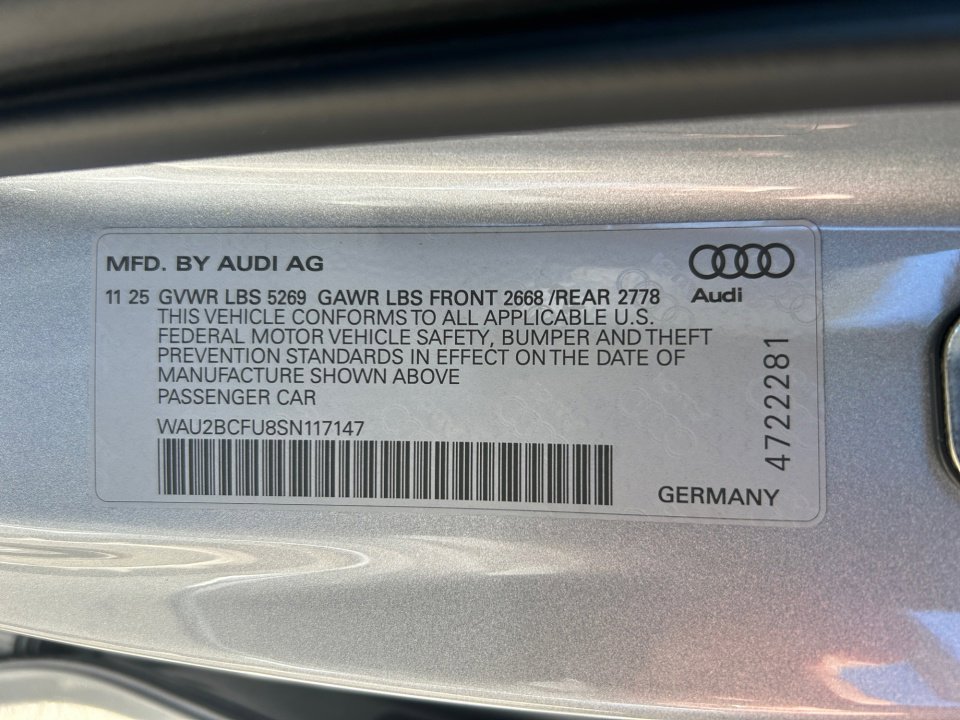 MFD. BY AUDI AG
Audi
11 25 GVWR LBS 5269 GAWR LBS FRONT 2668 /REAR 2778
THIS VEHICLE CONFORMS TO ALL APPLICABLE U.S.
FEDERAL MOTOR VEHICLE SAFETY, BUMPER AND THEFT
PREVENTION STANDARDS IN EFFECT ON THE DATE OF
MANUFACTURE SHOWN ABOVE
PASSENGER CAR
WAU2BCFU8SN117147
4722281
GERMANY